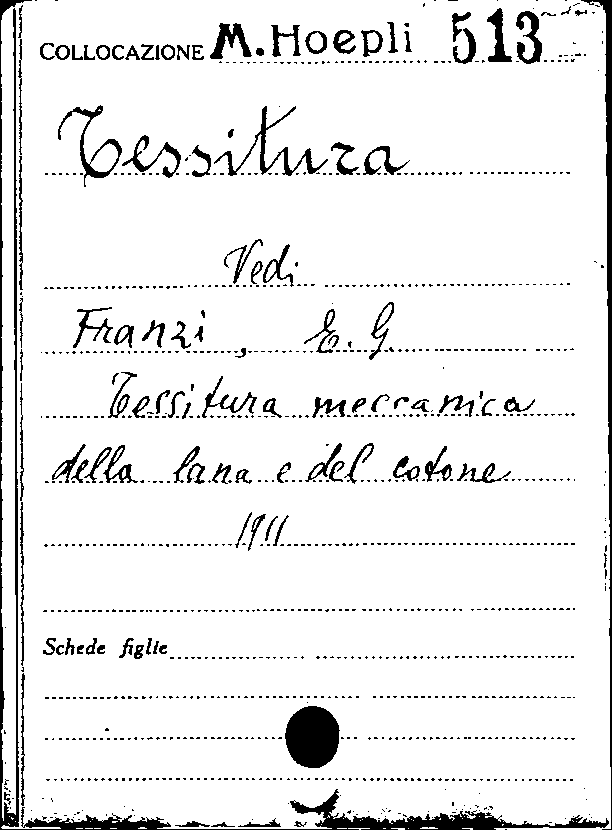 COLLOCAZIONE M. Hoepli 513
Tessitura
Vedi
Franzi, E. G.
Tessitura meccanica
della lana e del cotone
1911
Schede figlie